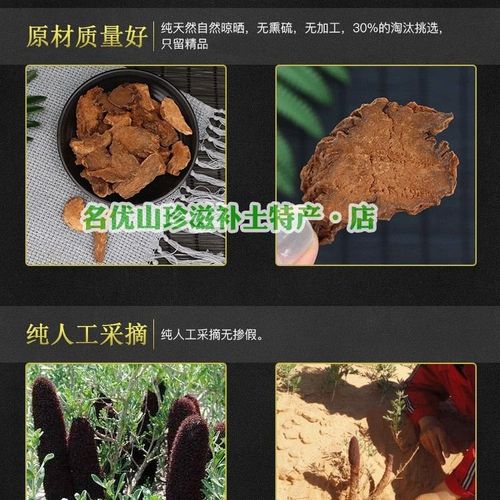 原材质量好
纯天然自然晾晒，无熏硫，无加工，30%的淘汰挑选，
只留精品
名优山珍滋补土特产·店
纯人工采摘
纯人工采摘无掺假。